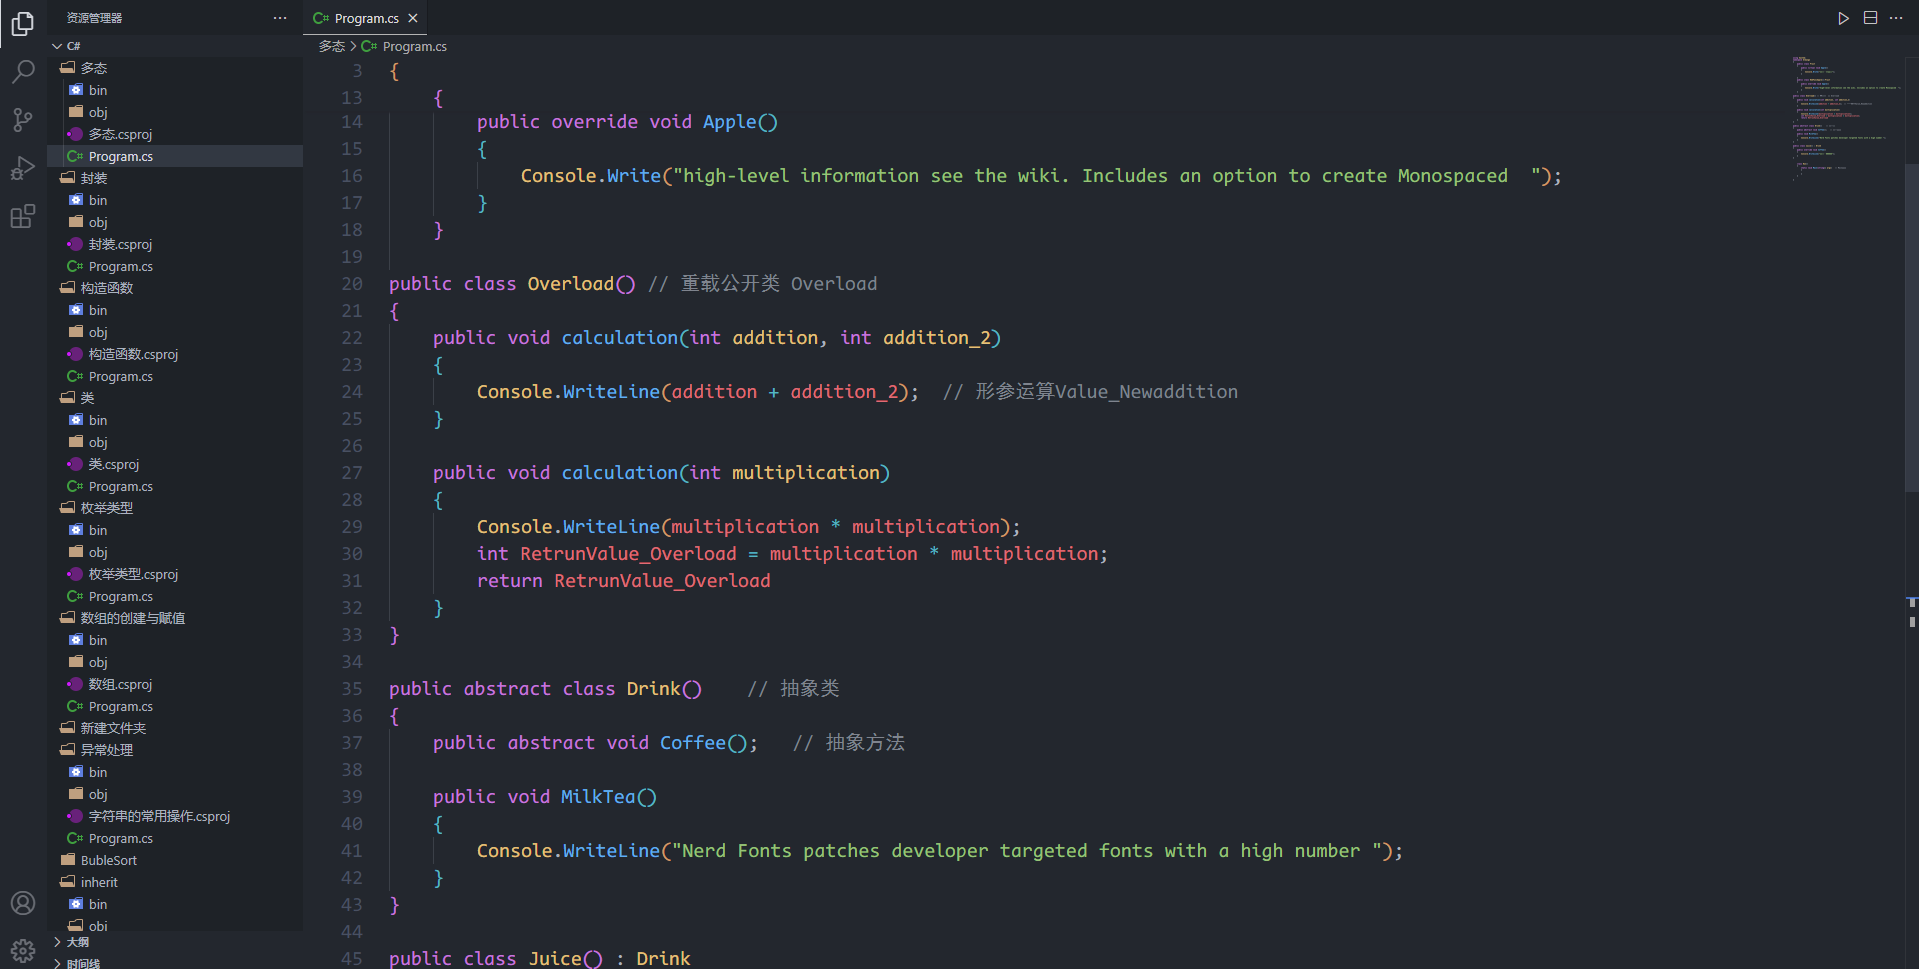 资源管理器
C#
多态
bin
obj
多态.csproj
Program.cs
封装
bin
obj
封装.csproj
Program.cs
构造函数
bin
obj
构造函数.csproj
Program.cs
类
bin
obj
类.csproj
Program.cs
枚举类型
bin
obj
枚举类型.csproj
Program.cs
数组的创建与赋值
bin
obj
数组.csproj
Program.cs
新建文件夹
异常处理
bin
obj
字符串的常用操作.csproj
Program.cs
BubleSort
inherit
bin
obj
大纲
时间线
C# Program.cs
多态 > C# Program.cs
3 {
13 {
14 public override void Apple()
15 {
16 Console.Write("high-level information see the wiki. Includes an option to create Monospaced  ");
17 }
18 }
19
20 public class Overload() // 重载公开类 Overload
21 {
22 public void calculation(int addition, int addition_2)
23 {
24 Console.WriteLine(addition + addition_2);  // 形参运算Value_Newaddition
25 }
26
27 public void calculation(int multiplication)
28 {
29 Console.WriteLine(multiplication * multiplication);
30 int RetrunValue_Overload = multiplication * multiplication;
31 return RetrunValue_Overload
32 }
33 }
34
35 public abstract class Drink()    // 抽象类
36 {
37 public abstract void Coffee();   // 抽象方法
38
39 public void MilkTea()
40 {
41 Console.WriteLine("Nerd Fonts patches developer targeted fonts with a high number ");
42 }
43 }
44
45 public class Juice() : Drink